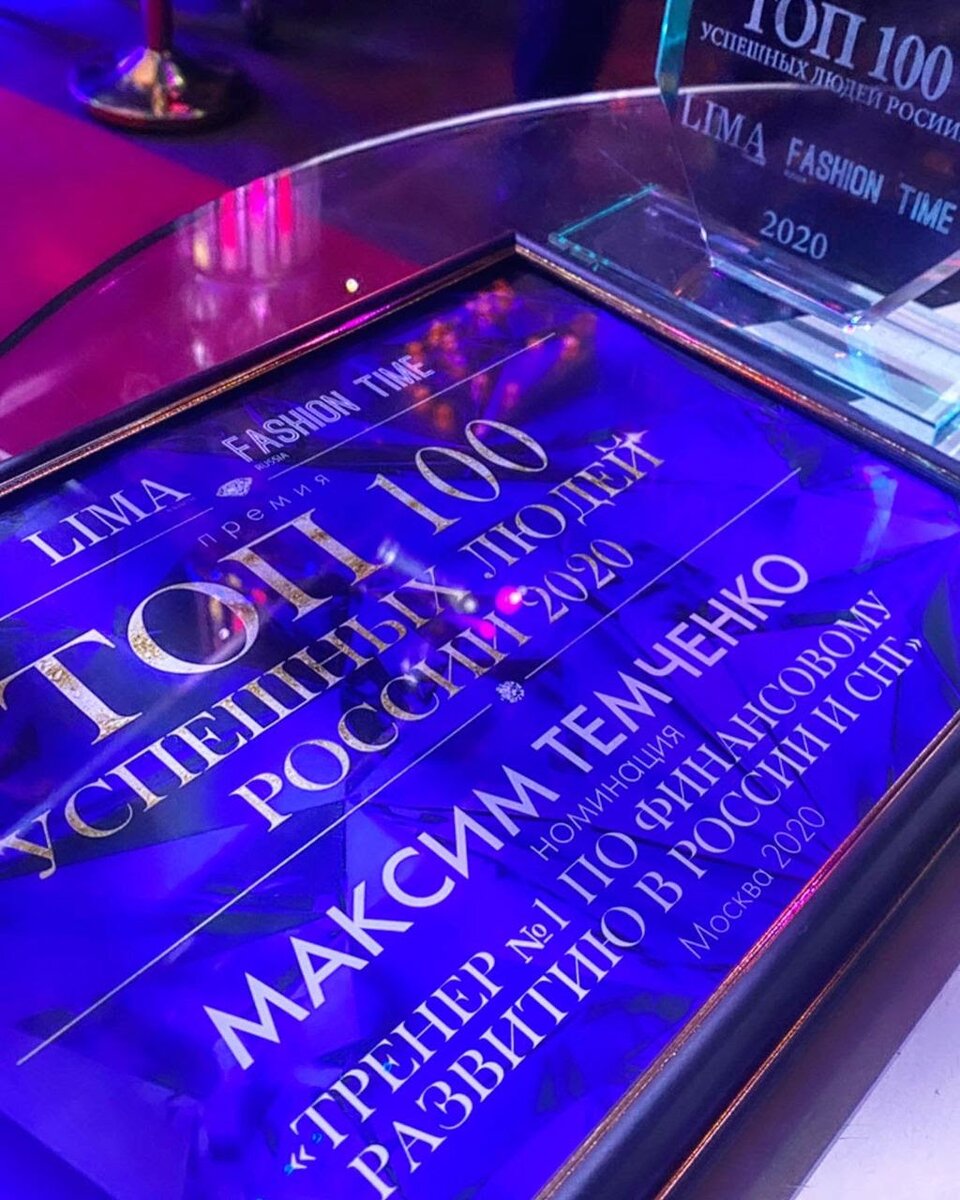 LIMA FASHION TIME
RUSSIA
премия
ТОП 100
УСПЕШНЫХ ЛЮДЕЙ
РОССИИ 2020
МАКСИМ ТЕМЧЕНКО
номинация
«ТРЕНЕР №1 ПО ФИНАНСОВОМУ
РАЗВИТИЮ В РОССИИ И СНГ»
Москва 2020
ТОП 100
УСПЕШНЫХ ЛЮДЕЙ РОСИИ
LIMA FASHION TIME
2020